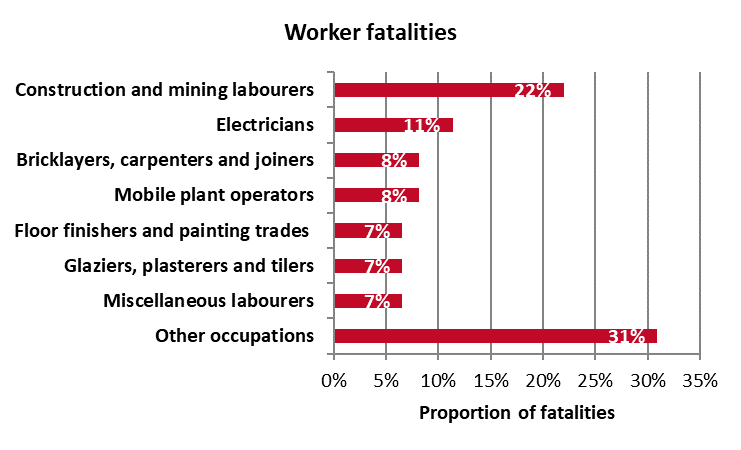 Worker fatalities
Construction and mining labourers 22%
Electricians 11%
Bricklayers, carpenters and joiners 8%
Mobile plant operators 8%
Floor finishers and painting trades 7%
Glaziers, plasterers and tilers 7%
Miscellaneous labourers 7%
Other occupations 31%
0% 5% 10% 15% 20% 25% 30% 35%
Proportion of fatalities